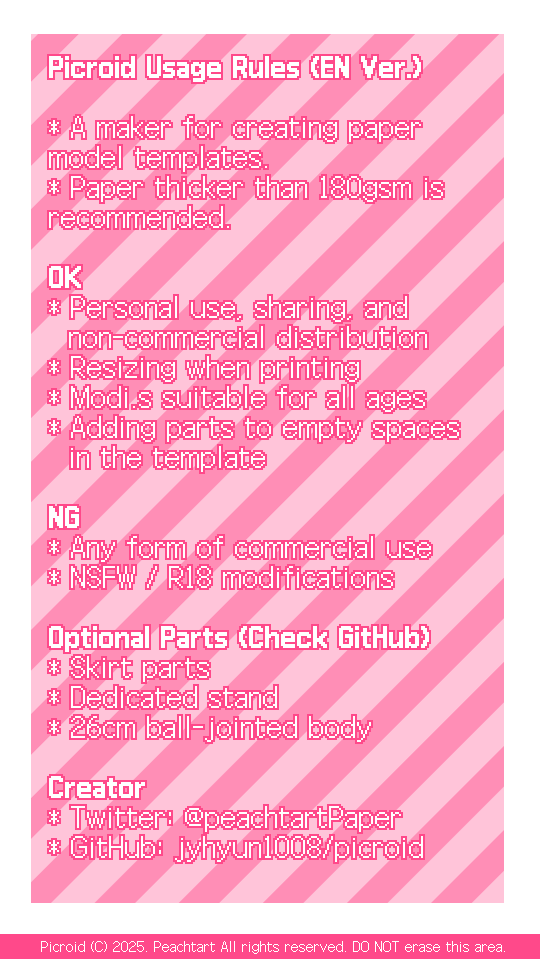 Picroid Usage Rules (EN Ver.)
* A maker for creating paper
model templates.
* Paper thicker than 180gsm is
recommended.
OK
* Personal use, sharing, and
non-commercial distribution
* Resizing when printing
* Modi.s suitable for all ages
* Adding parts to empty spaces
in the template
NG
* Any form of commercial use
* NSFW / R18 modifications
Optional Parts (Check GitHub)
* Skirt parts
* Dedicated stand
* 26cm ball-jointed body
Creator
* Twitter: @peachtartPaper
* GitHub: jyhyun1008/picroid
Picroid (C) 2025. Peachtart All rights reserved. DO NOT erase this area.